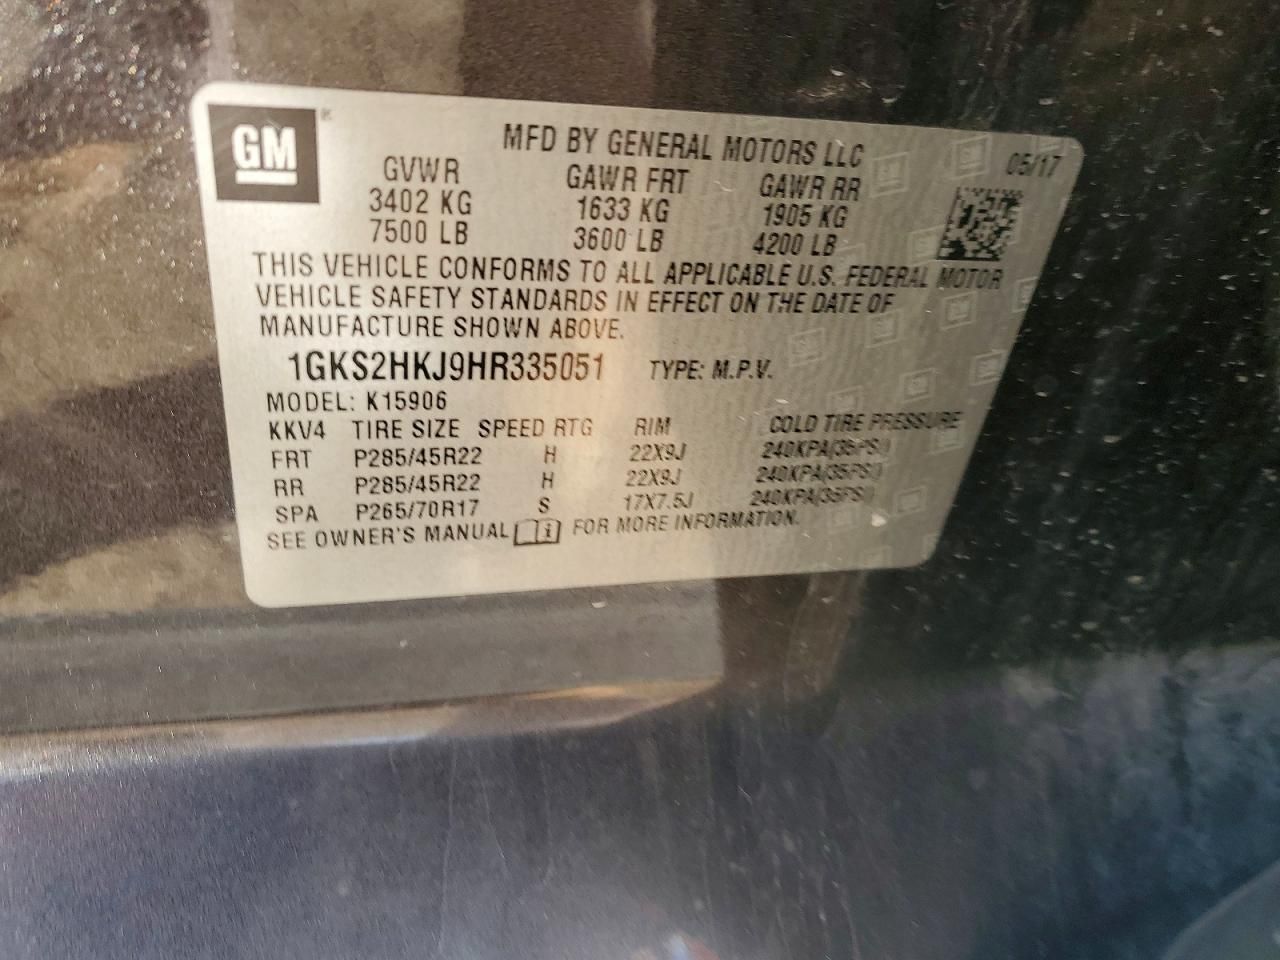 GM
MFD BY GENERAL MOTORS LLC 05/17
GVWR GAWR FRT GAWR RR
3402 KG 1633 KG 1905 KG
7500 LB 3600 LB 4200 LB
THIS VEHICLE CONFORMS TO ALL APPLICABLE U.S. FEDERAL MOTOR
VEHICLE SAFETY STANDARDS IN EFFECT ON THE DATE OF
MANUFACTURE SHOWN ABOVE.
1GKS2HKJ9HR335051 TYPE: M.P.V.
MODEL: K15906
KKV4 TIRE SIZE SPEED RTG RIM COLD TIRE PRESSURE
FRT P285/45R22 H 22X9J 240KPA(35PSI)
RR P285/45R22 H 22X9J 240KPA(35PSI)
SPA P265/70R17 S 17X7.5J 240KPA(35PSI)
SEE OWNER'S MANUAL FOR MORE INFORMATION.